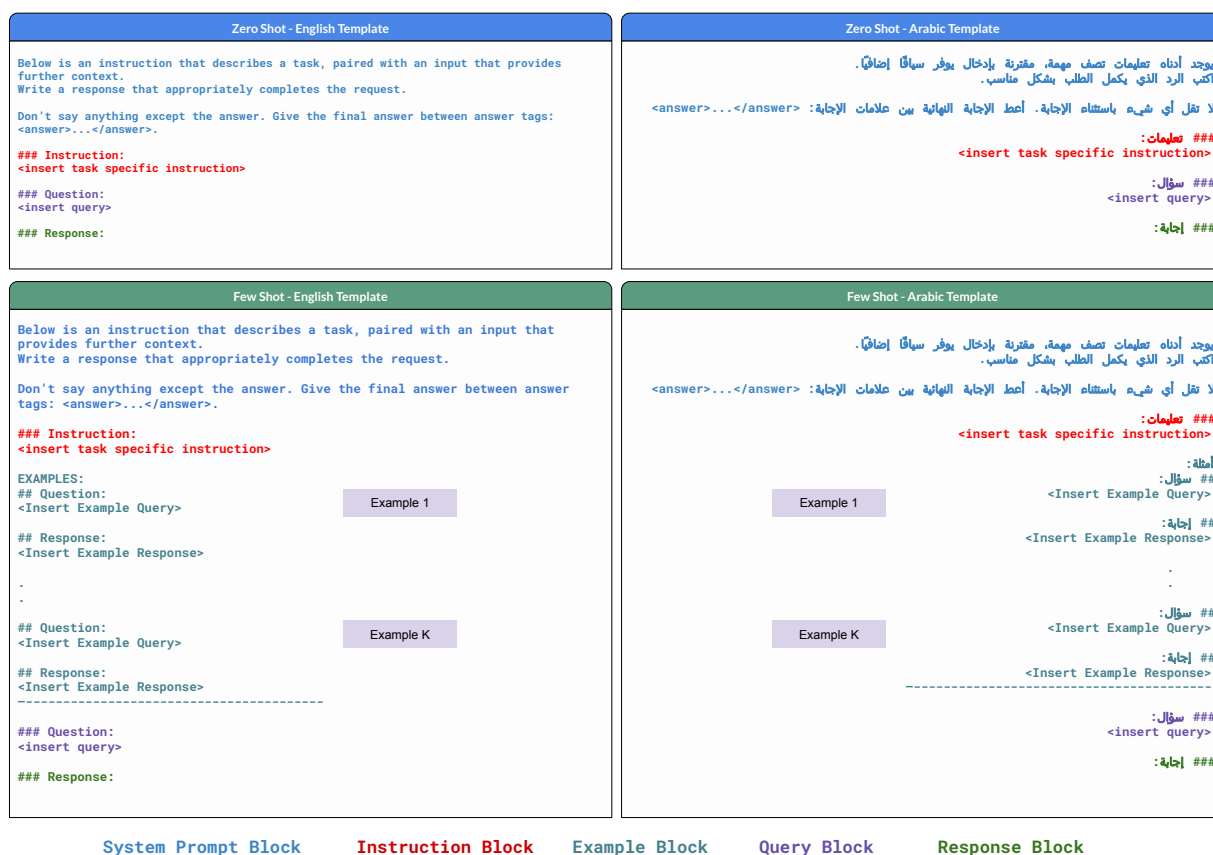 Zero Shot - English Template
Below is an instruction that describes a task, paired with an input that provides
further context.
Write a response that appropriately completes the request.
Don’t say anything except the answer. Give the final answer between answer tags:
<answer>...</answer>.
### Instruction:
<insert task specific instruction>
### Question:
<insert query>
### Response:
Zero Shot - Arabic Template
يوجد أدناه تعليمات تصف مهمة، مقترنة بإدخال يوفر سياقًا إضافيًا.
اكتب الرد الذي يكمل الطلب بشكل مناسب.
لا تقل أي شيء باستثناء الإجابة. أعط الإجابة النهائية بين علامات الإجابة: <answer>...</answer>
### تعليمات:
<insert task specific instruction>
### سؤال:
<insert query>
### إجابة:
Few Shot - English Template
Below is an instruction that describes a task, paired with an input that
provides further context.
Write a response that appropriately completes the request.
Don’t say anything except the answer. Give the final answer between answer
tags: <answer>...</answer>.
### Instruction:
<insert task specific instruction>
EXAMPLES:
## Question:
<Insert Example Query>
Example 1
## Response:
<Insert Example Response>
.
.
## Question:
<Insert Example Query>
Example K
## Response:
<Insert Example Response>
—----------------------------------------
### Question:
<insert query>
### Response:
Few Shot - Arabic Template
يوجد أدناه تعليمات تصف مهمة، مقترنة بإدخال يوفر سياقًا إضافيًا.
اكتب الرد الذي يكمل الطلب بشكل مناسب.
لا تقل أي شيء باستثناء الإجابة. أعط الإجابة النهائية بين علامات الإجابة: <answer>...</answer>
### تعليمات:
<insert task specific instruction>
أمثلة:
## سؤال:
<Insert Example Query>
Example 1
## إجابة:
<Insert Example Response>
.
.
## سؤال:
<Insert Example Query>
Example K
## إجابة:
<Insert Example Response>
—----------------------------------------
### سؤال:
<insert query>
### إجابة:
System Prompt Block
Instruction Block
Example Block
Query Block
Response Block